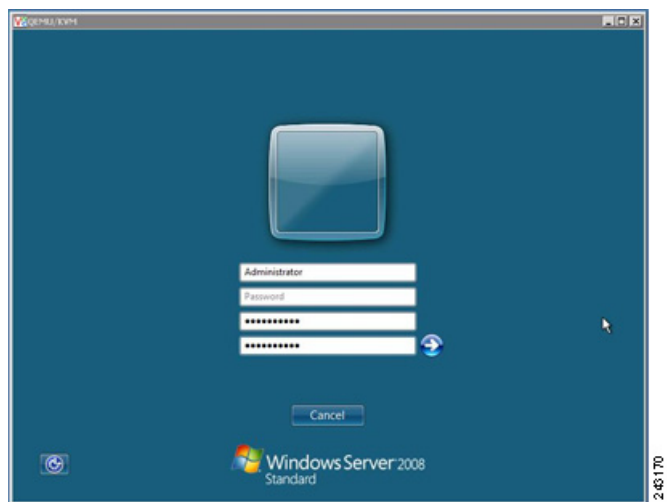 QEMU/KVM
Administrator
Password
••••••••••
••••••••••
Cancel
Windows Server 2008
Standard
243170